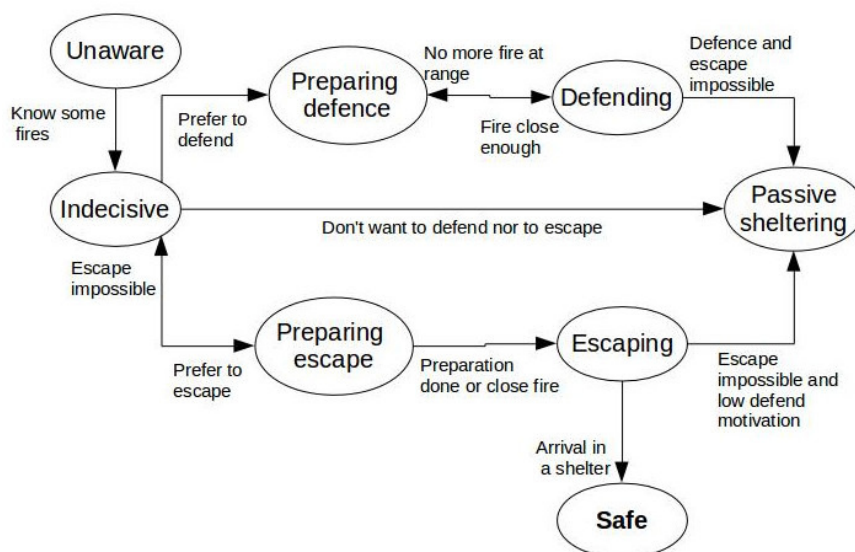 Unaware
Know some
fires
Indecisive
Prefer to
defend
Preparing
defence
No more fire at
range
Fire close
enough
Defending
Defence and
escape
impossible
Passive
sheltering
Don't want to defend nor to escape
Escape
impossible
Prefer to
escape
Preparing
escape
Preparation
done or close fire
Escaping
Escape
impossible and
low defend
motivation
Arrival in
a shelter
Safe